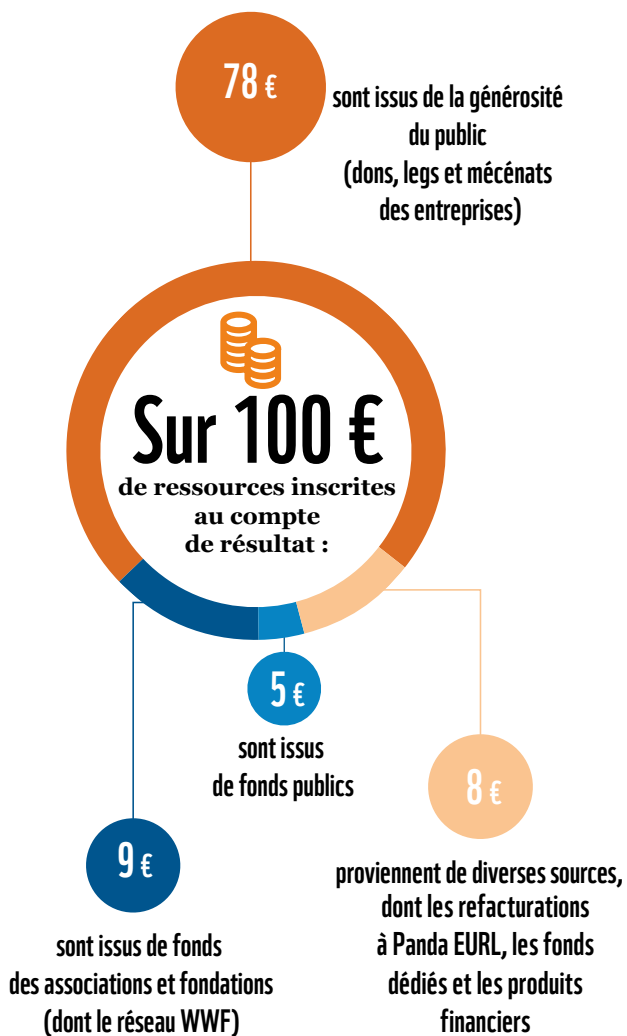 78 €
sont issus de la générosité
du public
(dons, legs et mécénats
des entreprises)
Sur 100 €
de ressources inscrites
au compte
de résultat :
5 €
sont issus
de fonds publics
8 €
proviennent de diverses sources,
dont les refacturations
à Panda EURL, les fonds
dédiés et les produits
financiers
9 €
sont issus de fonds
des associations et fondations
(dont le réseau WWF)